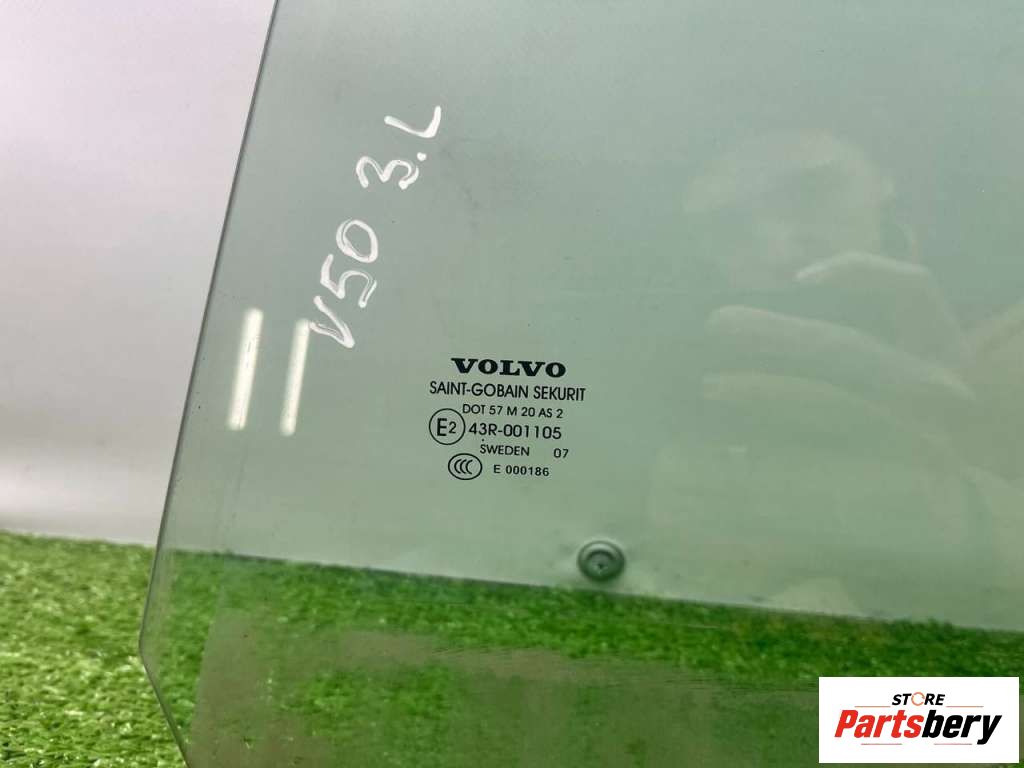 V50 3.L
VOLVO
SAINT-GOBAIN SEKURIT
DOT 57 M 20 AS 2
E2 43R-001105
SWEDEN 07
CCC E 000186
STORE
Partsbery